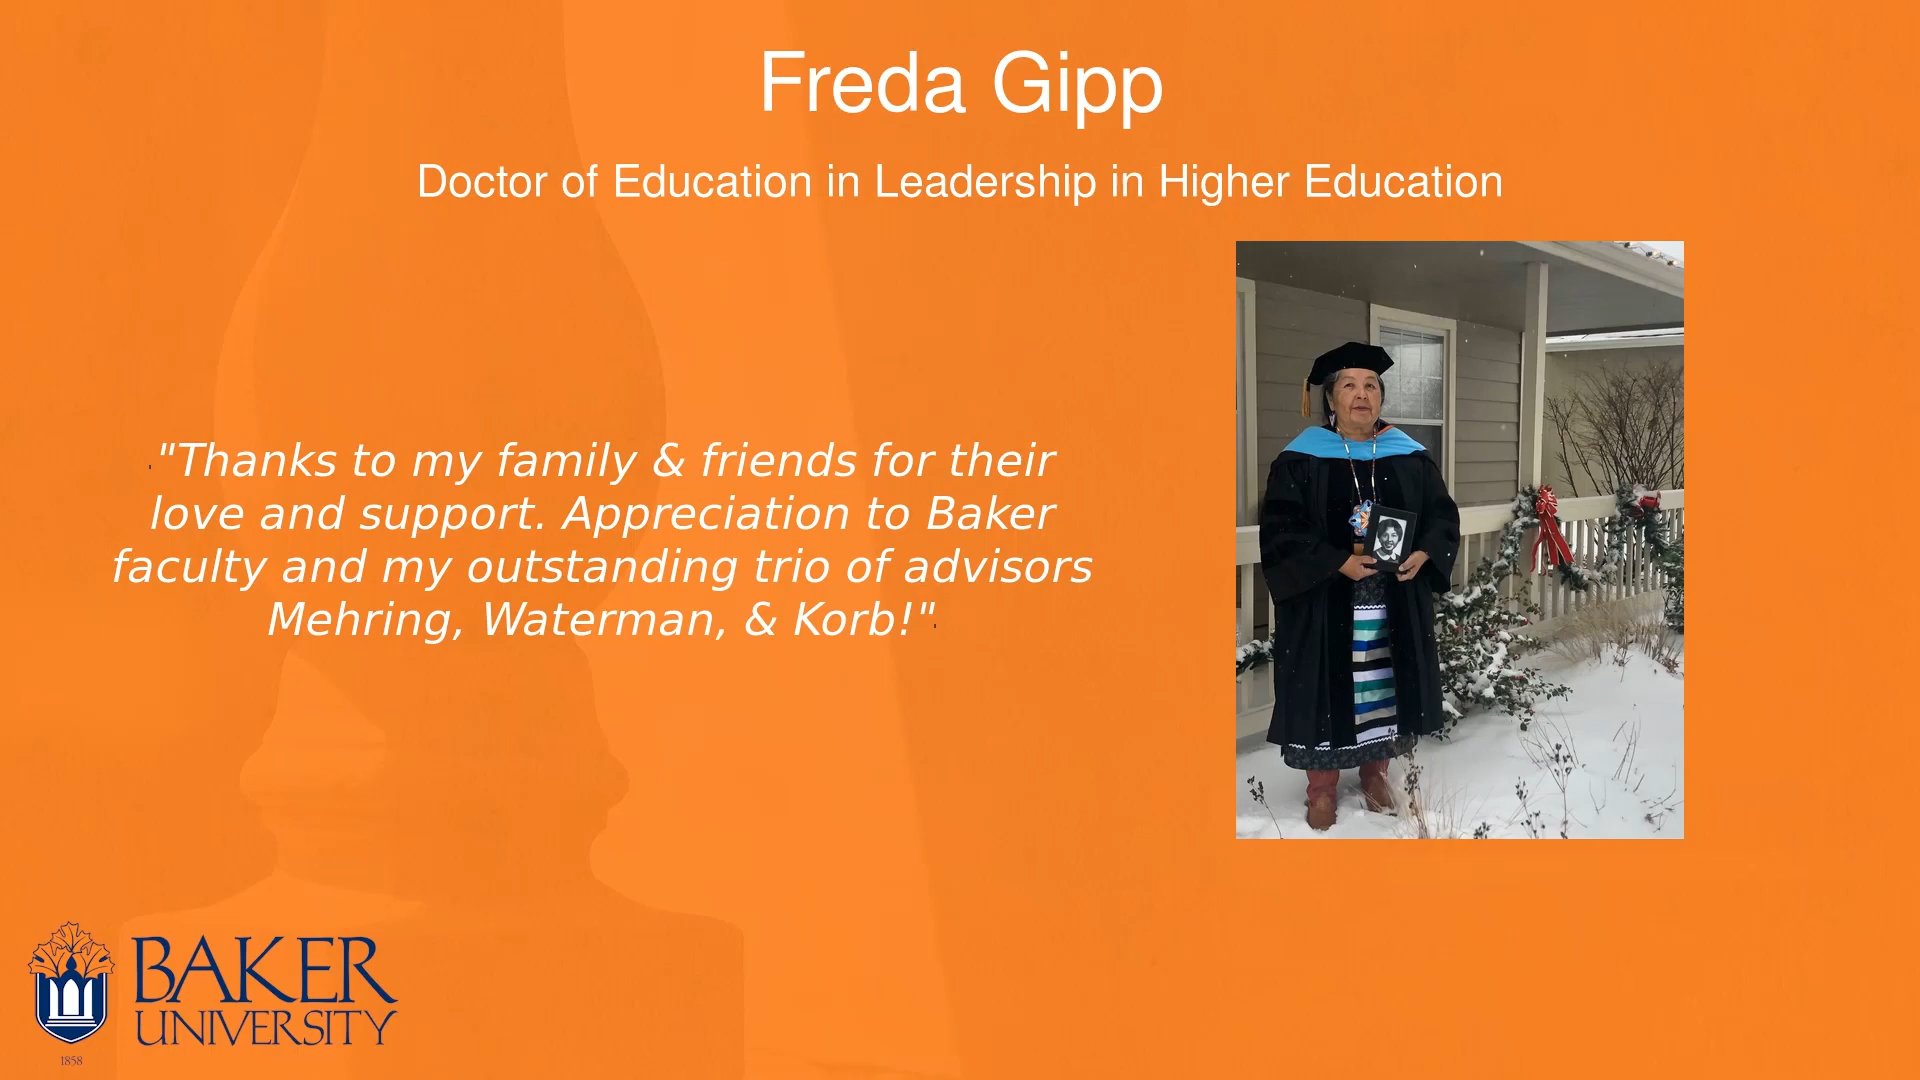 Freda Gipp
Doctor of Education in Leadership in Higher Education
"Thanks to my family & friends for their
love and support. Appreciation to Baker
faculty and my outstanding trio of advisors
Mehring, Waterman, & Korb!"
BAKER
UNIVERSITY
1858